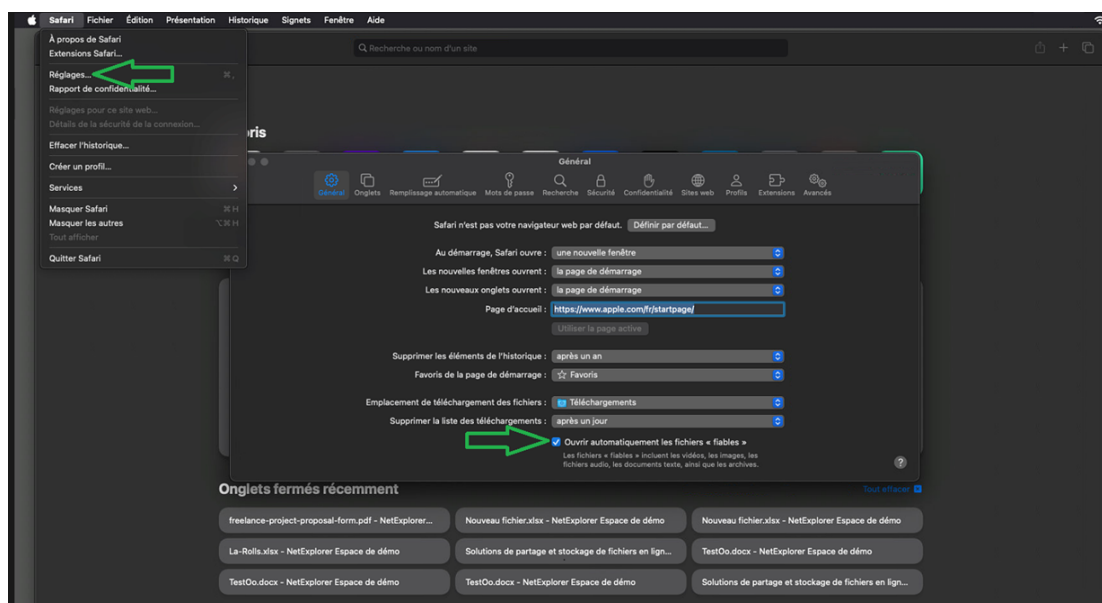 Safari Fichier Édition Présentation Historique Signets Fenêtre Aide
À propos de Safari
Extensions Safari...
Réglages... ⌘ ,
Rapport de confidentialité...
Réglages pour ce site web...
Détails de la sécurité de la connexion...
Effacer l'historique...
Créer un profil...
Services
Masquer Safari ⌘ H
Masquer les autres ⌥⌘ H
Tout afficher
Quitter Safari ⌘ Q
Recherche ou nom d'un site
ris
Général
Général Onglets Remplissage automatique Mots de passe Recherche Sécurité Confidentialité Sites web Profils Extensions Avancés
Safari n'est pas votre navigateur web par défaut. Définir par défaut...
Au démarrage, Safari ouvre : une nouvelle fenêtre
Les nouvelles fenêtres ouvrent : la page de démarrage
Les nouveaux onglets ouvrent : la page de démarrage
Page d'accueil : https://www.apple.com/fr/startpage/
Utiliser la page active
Supprimer les éléments de l'historique : après un an
Favoris de la page de démarrage : ☆ Favoris
Emplacement de téléchargement des fichiers : Téléchargements
Supprimer la liste des téléchargements : après un jour
Ouvrir automatiquement les fichiers « fiables »
Les fichiers « fiables » incluent les vidéos, les images, les
fichiers audio, les documents texte, ainsi que les archives.
?
Onglets fermés récemment Tout effacer
freelance-project-proposal-form.pdf - NetExplorer... Nouveau fichier.xlsx - NetExplorer Espace de démo Nouveau fichier.xlsx - NetExplorer Espace de démo
La-Rolls.xlsx - NetExplorer Espace de démo Solutions de partage et stockage de fichiers en lign... TestOo.docx - NetExplorer Espace de démo
TestOo.docx - NetExplorer Espace de démo TestOo.docx - NetExplorer Espace de démo Solutions de partage et stockage de fichiers en lign...